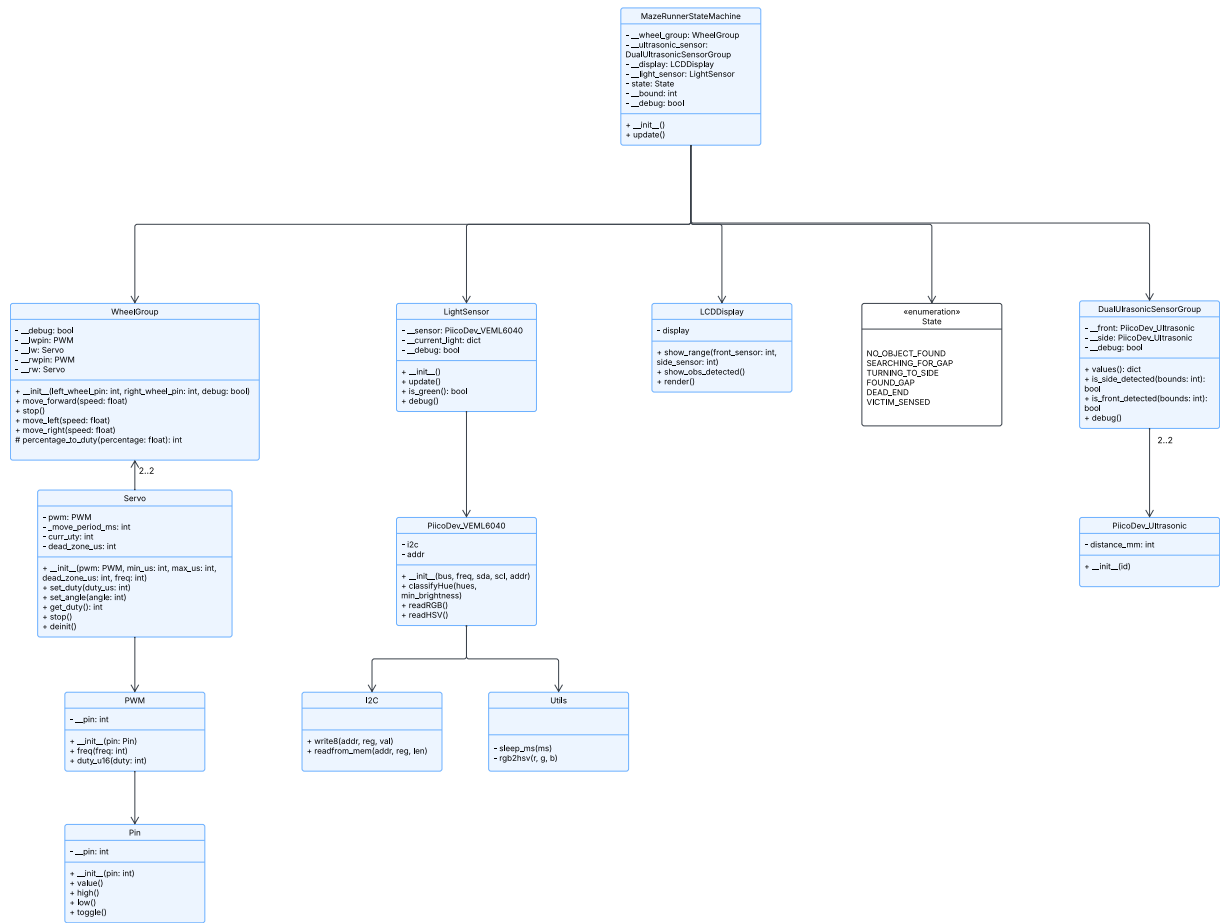 MazeRunnerStateMachine
- __wheel_group: WheelGroup
- __ultrasonic_sensor:
DualUltrasonicSensorGroup
- __display: LCDDisplay
- __light_sensor: LightSensor
- state: State
- __bound: int
- __debug: bool
+ __init__()
+ update()
WheelGroup
- __debug: bool
- __lwpin: PWM
- __lw: Servo
- __rwpin: PWM
- __rw: Servo
+ __init__(left_wheel_pin: int, right_wheel_pin: int, debug: bool)
+ move_forward(speed: float)
+ stop()
+ move_left(speed: float)
+ move_right(speed: float)
# percentage_to_duty(percentage: float): int
LightSensor
- __sensor: PiicoDev_VEML6040
- __current_light: dict
- __debug: bool
+ __init__()
+ update()
+ is_green(): bool
+ debug()
LCDDisplay
- display
+ show_range(front_sensor: int,
side_sensor: int)
+ show_obs_detected()
+ render()
«enumeration»
State
NO_OBJECT_FOUND
SEARCHING_FOR_GAP
TURNING_TO_SIDE
FOUND_GAP
DEAD_END
VICTIM_SENSED
DualUlrasonicSensorGroup
- __front: PiicoDev_Ultrasonic
- __side: PiicoDev_Ultrasonic
- __debug: bool
+ values(): dict
+ is_side_detected(bounds: int):
bool
+ is_front_detected(bounds: int):
bool
+ debug()
2..2
2..2
Servo
- pwm: PWM
- _move_period_ms: int
- curr_uty: int
- dead_zone_us: int
+ __init__(pwm: PWM, min_us: int, max_us: int,
dead_zone_us: int, freq: int)
+ set_duty(duty_us: int)
+ set_angle(angle: int)
+ get_duty(): int
+ stop()
+ deinit()
PiicoDev_VEML6040
- i2c
- addr
+ __init__(bus, freq, sda, scl, addr)
+ classifyHue(hues,
min_brightness)
+ readRGB()
+ readHSV()
PiicoDev_Ultrasonic
- distance_mm: int
+ __init__(id)
PWM
- __pin: int
+ __init__(pin: Pin)
+ freq(freq: int)
+ duty_u16(duty: int)
I2C
+ write8(addr, reg, val)
+ readfrom_mem(addr, reg, len)
Utils
- sleep_ms(ms)
- rgb2hsv(r, g, b)
Pin
- __pin: int
+ __init__(pin: int)
+ value()
+ high()
+ low()
+ toggle()